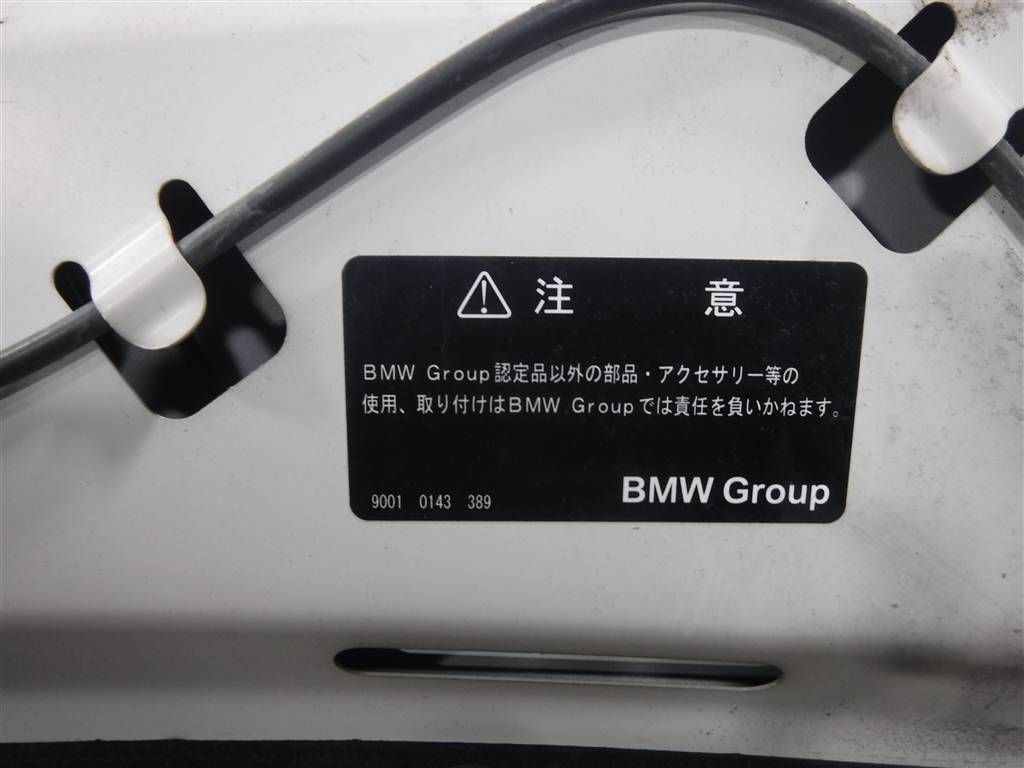 注 意
BMW Group認定品以外の部品・アクセサリー等の
使用、取り付けはBMW Groupでは責任を負いかねます。
9001 0143 389 BMW Group